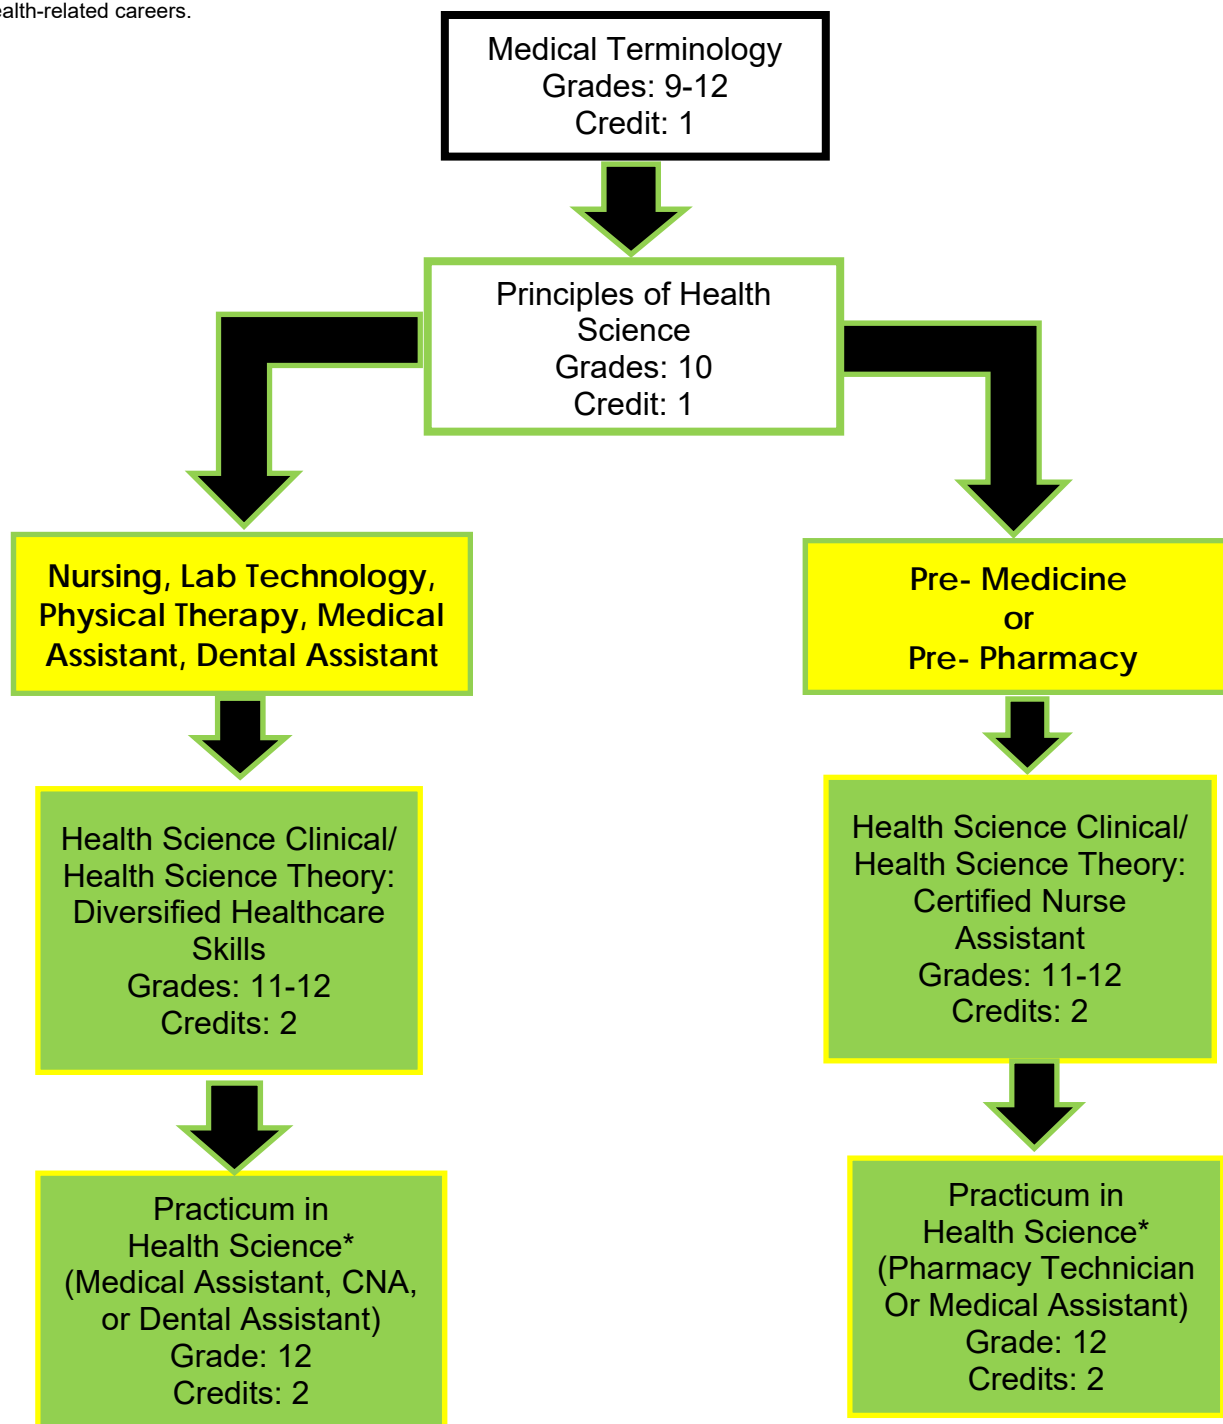 ealth-related careers.
Medical Terminology
Grades: 9-12
Credit: 1
Principles of Health
Science
Grades: 10
Credit: 1
Nursing, Lab Technology,
Physical Therapy, Medical
Assistant, Dental Assistant
Health Science Clinical/
Health Science Theory:
Diversified Healthcare
Skills
Grades: 11-12
Credits: 2
Practicum in
Health Science*
(Medical Assistant, CNA,
or Dental Assistant)
Grade: 12
Credits: 2
Pre- Medicine
or
Pre- Pharmacy
Health Science Clinical/
Health Science Theory:
Certified Nurse
Assistant
Grades: 11-12
Credits: 2
Practicum in
Health Science*
(Pharmacy Technician
Or Medical Assistant)
Grade: 12
Credits: 2